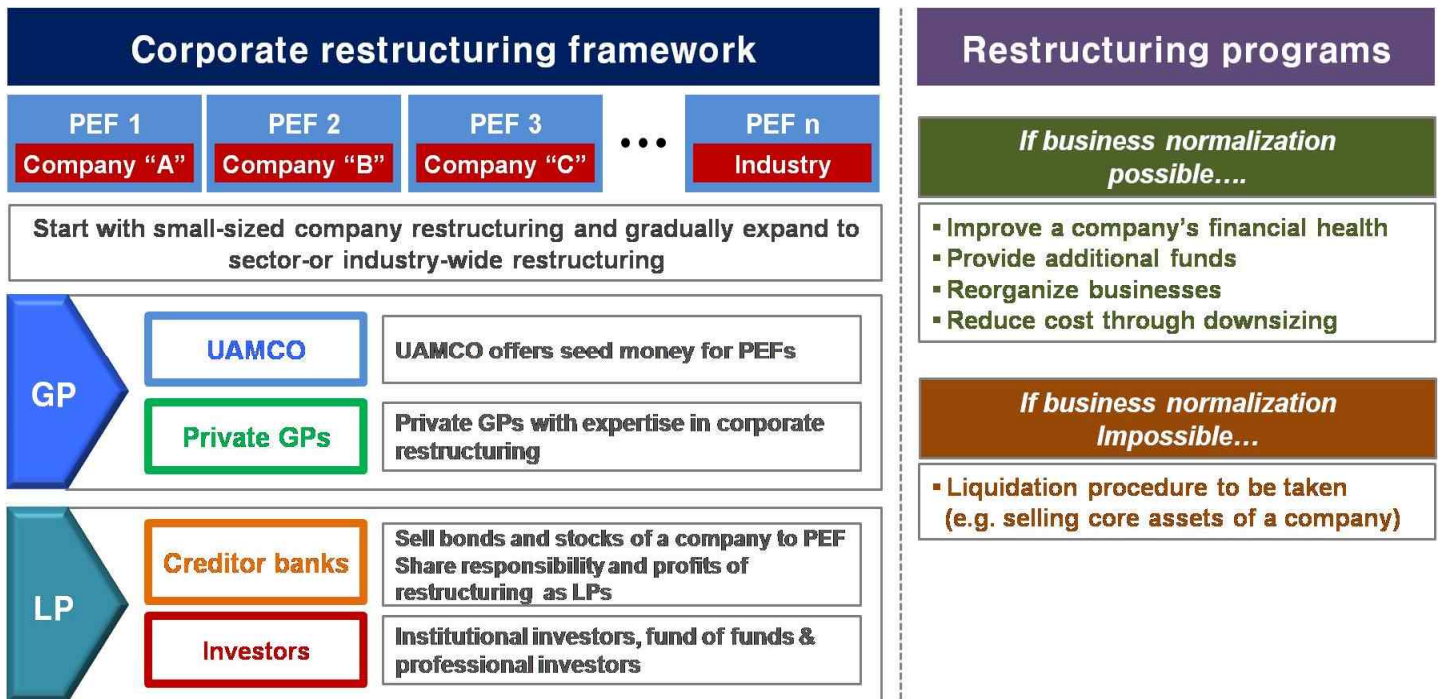 Corporate restructuring framework
PEF 1
Company “A”
PEF 2
Company “B”
PEF 3
Company “C”
•••
PEF n
Industry
Start with small-sized company restructuring and gradually expand to
sector-or industry-wide restructuring
GP
UAMCO
UAMCO offers seed money for PEFs
Private GPs
Private GPs with expertise in corporate
restructuring
LP
Creditor banks
Sell bonds and stocks of a company to PEF
Share responsibility and profits of
restructuring as LPs
Investors
Institutional investors, fund of funds &
professional investors
Restructuring programs
If business normalization
possible….
▪ Improve a company’s financial health
▪ Provide additional funds
▪ Reorganize businesses
▪ Reduce cost through downsizing
If business normalization
Impossible…
▪ Liquidation procedure to be taken
(e.g. selling core assets of a company)